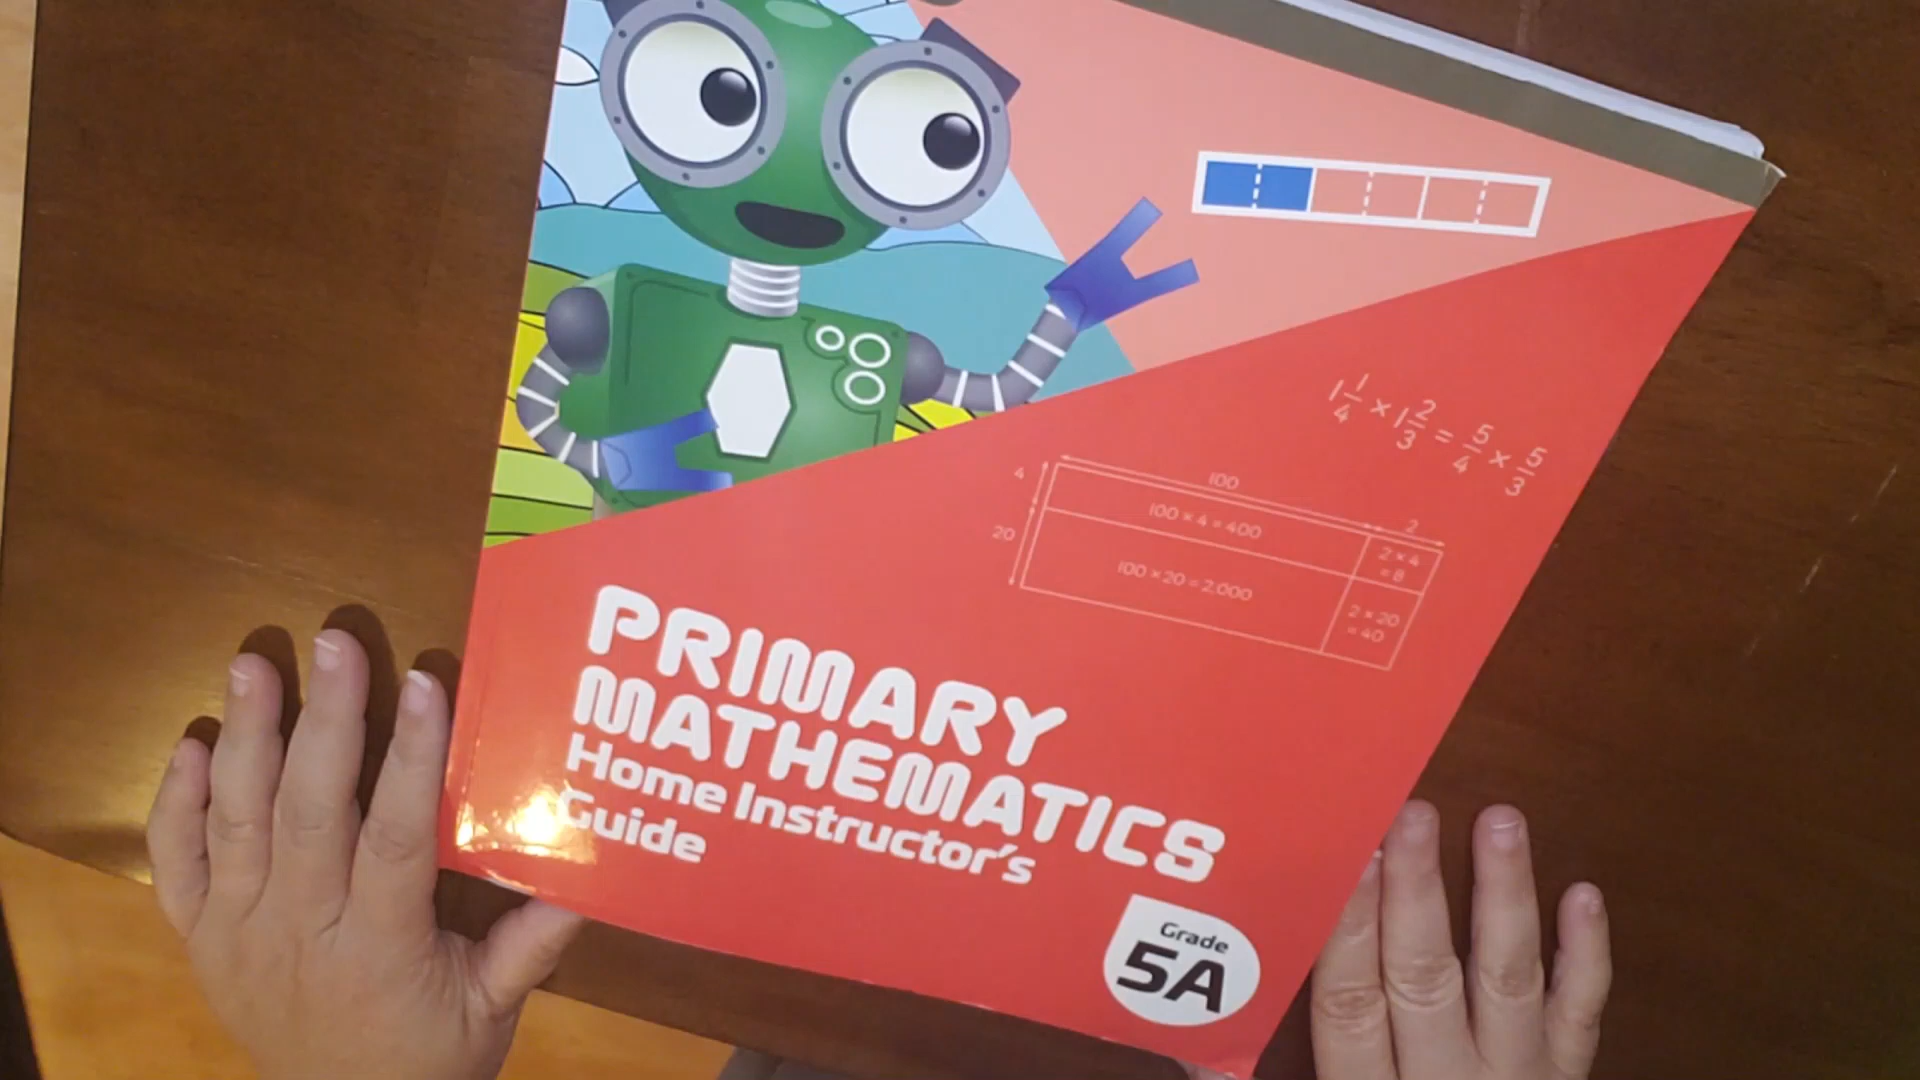 1 1/4 × 1 2/3 = 5/4 × 5/3
100
2
4
100 × 4 = 400
2 × 4
= 8
20
100 × 20 = 2,000
2 × 20
= 40
PRIMARY
MATHEMATICS
Home Instructor's
Guide
Grade
5A